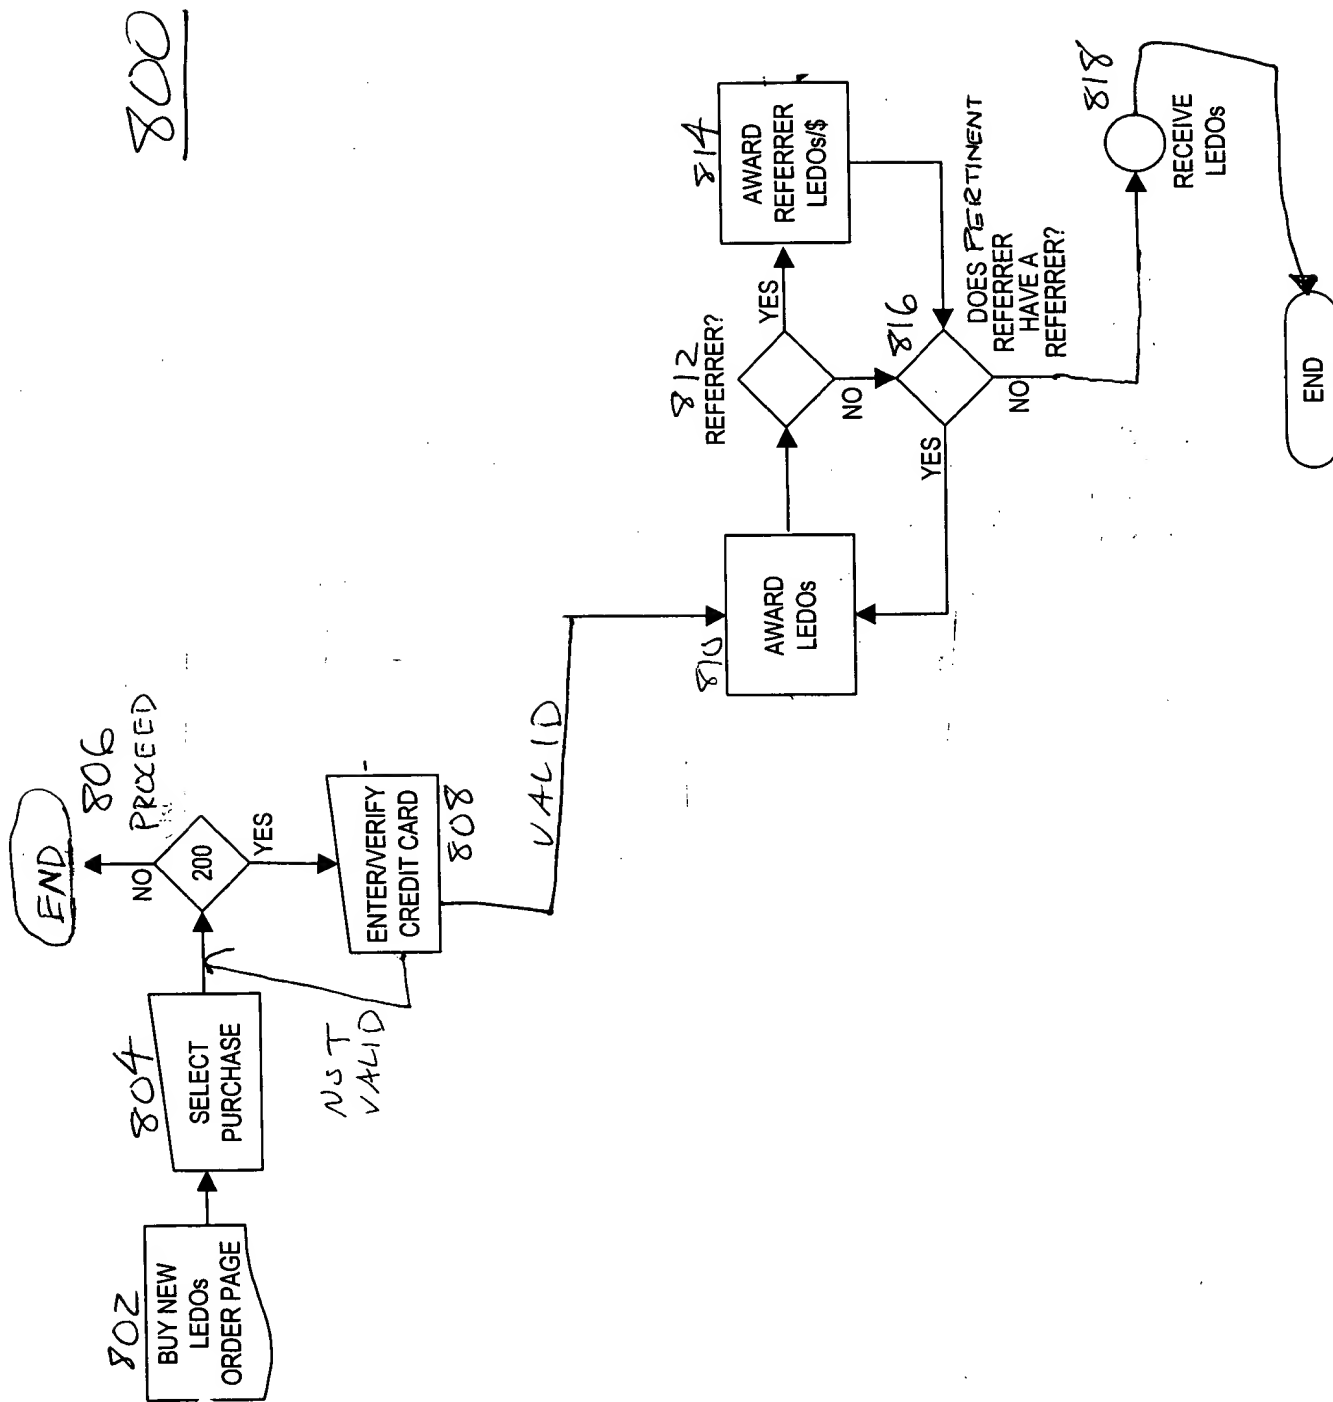 800
802
BUY NEW
LEDOs
ORDER PAGE
804
SELECT
PURCHASE
806
PROCEED
200
NO
END
YES
ENTER/VERIFY
CREDIT CARD
808
NOT
VALID
VALID
810
AWARD
LEDOs
812
REFERRER?
YES
NO
814
AWARD
REFERRER
LEDOs/$
816
DOES PERTINENT
REFERRER
HAVE A
REFERRER?
YES
NO
818
RECEIVE
LEDOs
END